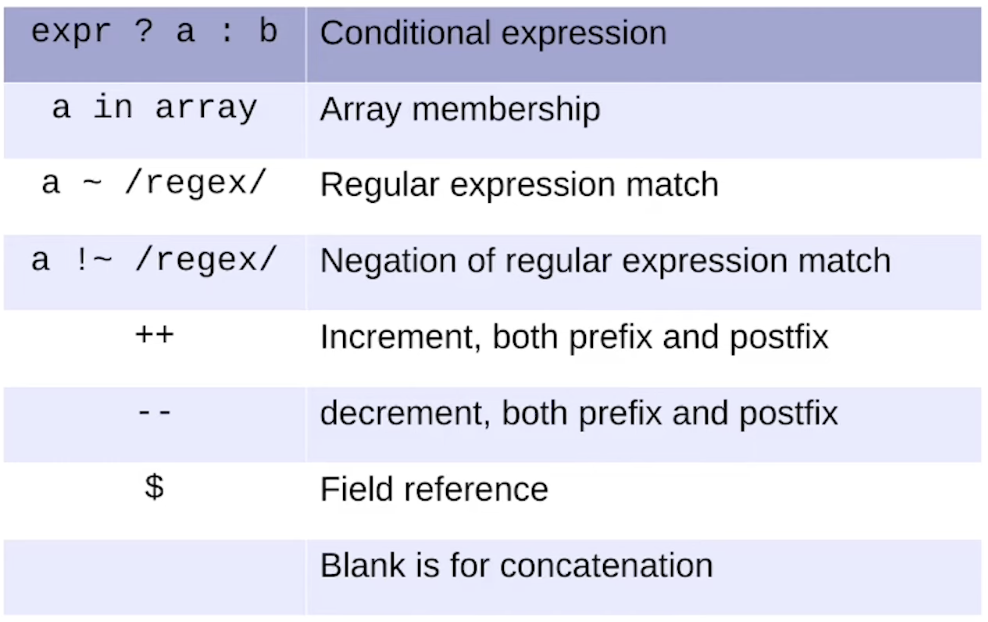 expr ? a : b Conditional expression
a in array Array membership
a ~ /regex/ Regular expression match
a !~ /regex/ Negation of regular expression match
++ Increment, both prefix and postfix
-- decrement, both prefix and postfix
$ Field reference
Blank is for concatenation